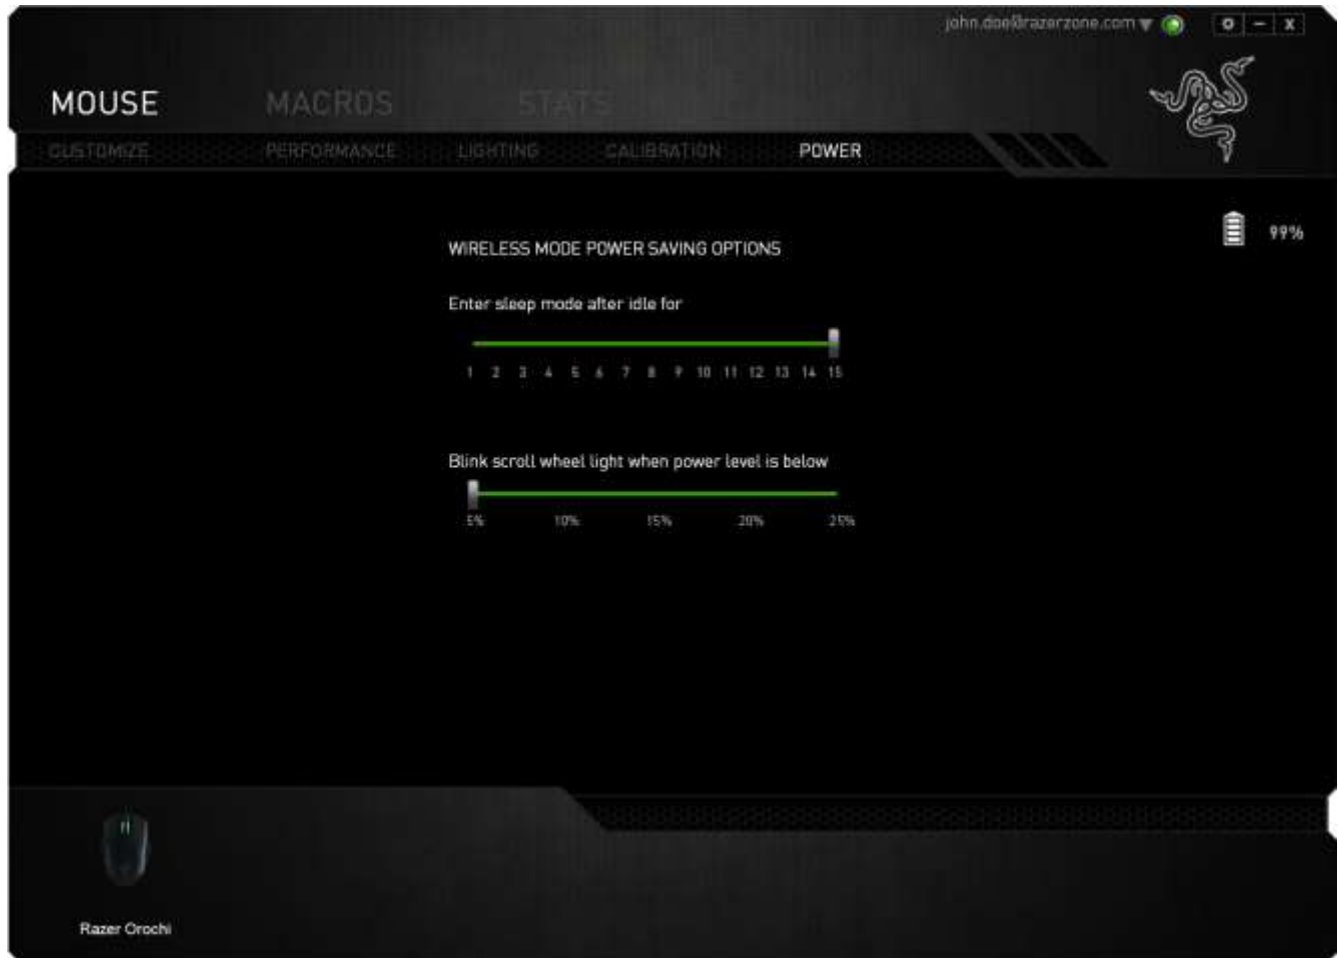 john.doe@razerzone.com
X
MOUSE MACROS STATS
CUSTOMIZE PERFORMANCE LIGHTING CALIBRATION POWER
99%
WIRELESS MODE POWER SAVING OPTIONS
Enter sleep mode after idle for
1 2 3 4 5 6 7 8 9 10 11 12 13 14 15
Blink scroll wheel light when power level is below
5% 10% 15% 20% 25%
Razer Orochi